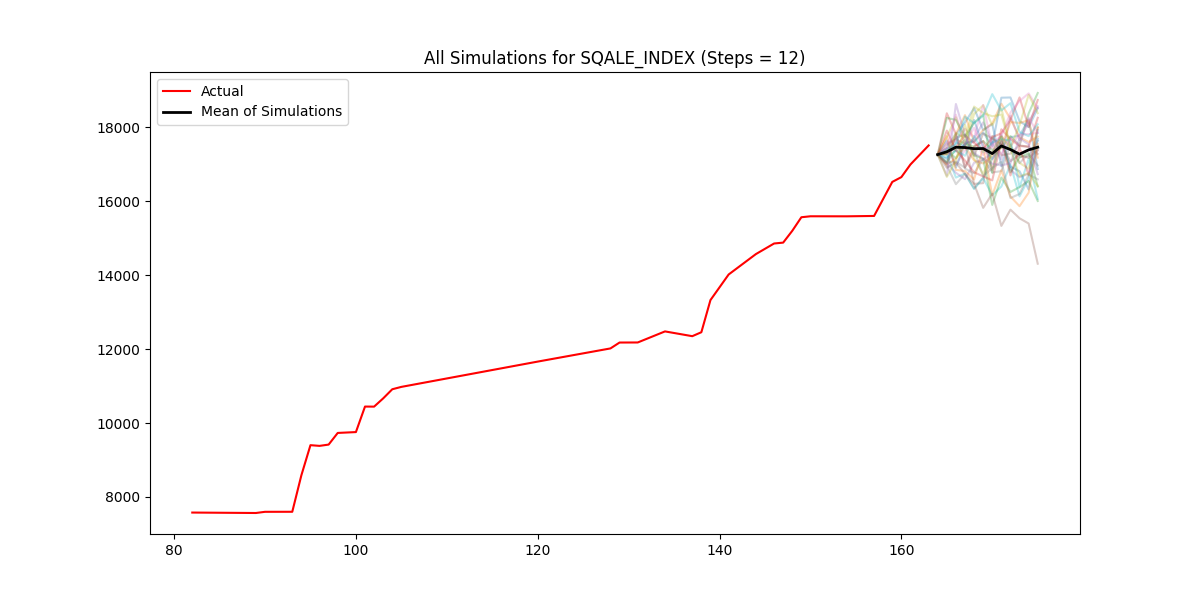 All Simulations for SQALE_INDEX (Steps = 12)
Actual
Mean of Simulations
18000
16000
14000
12000
10000
8000
80 100 120 140 160